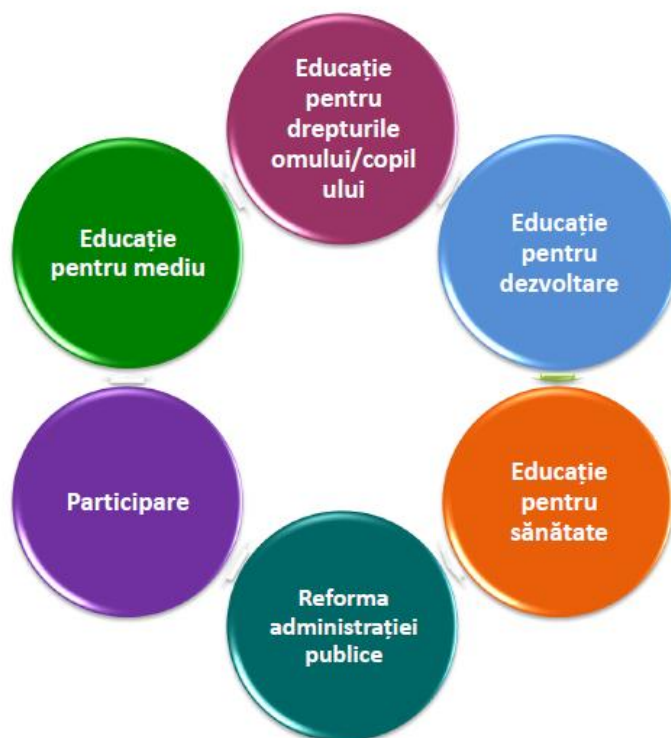 Educație
pentru
drepturile
omului/copil
ului
Educație
pentru
dezvoltare
Educație
pentru
sănătate
Reforma
administrației
publice
Participare
Educație
pentru mediu